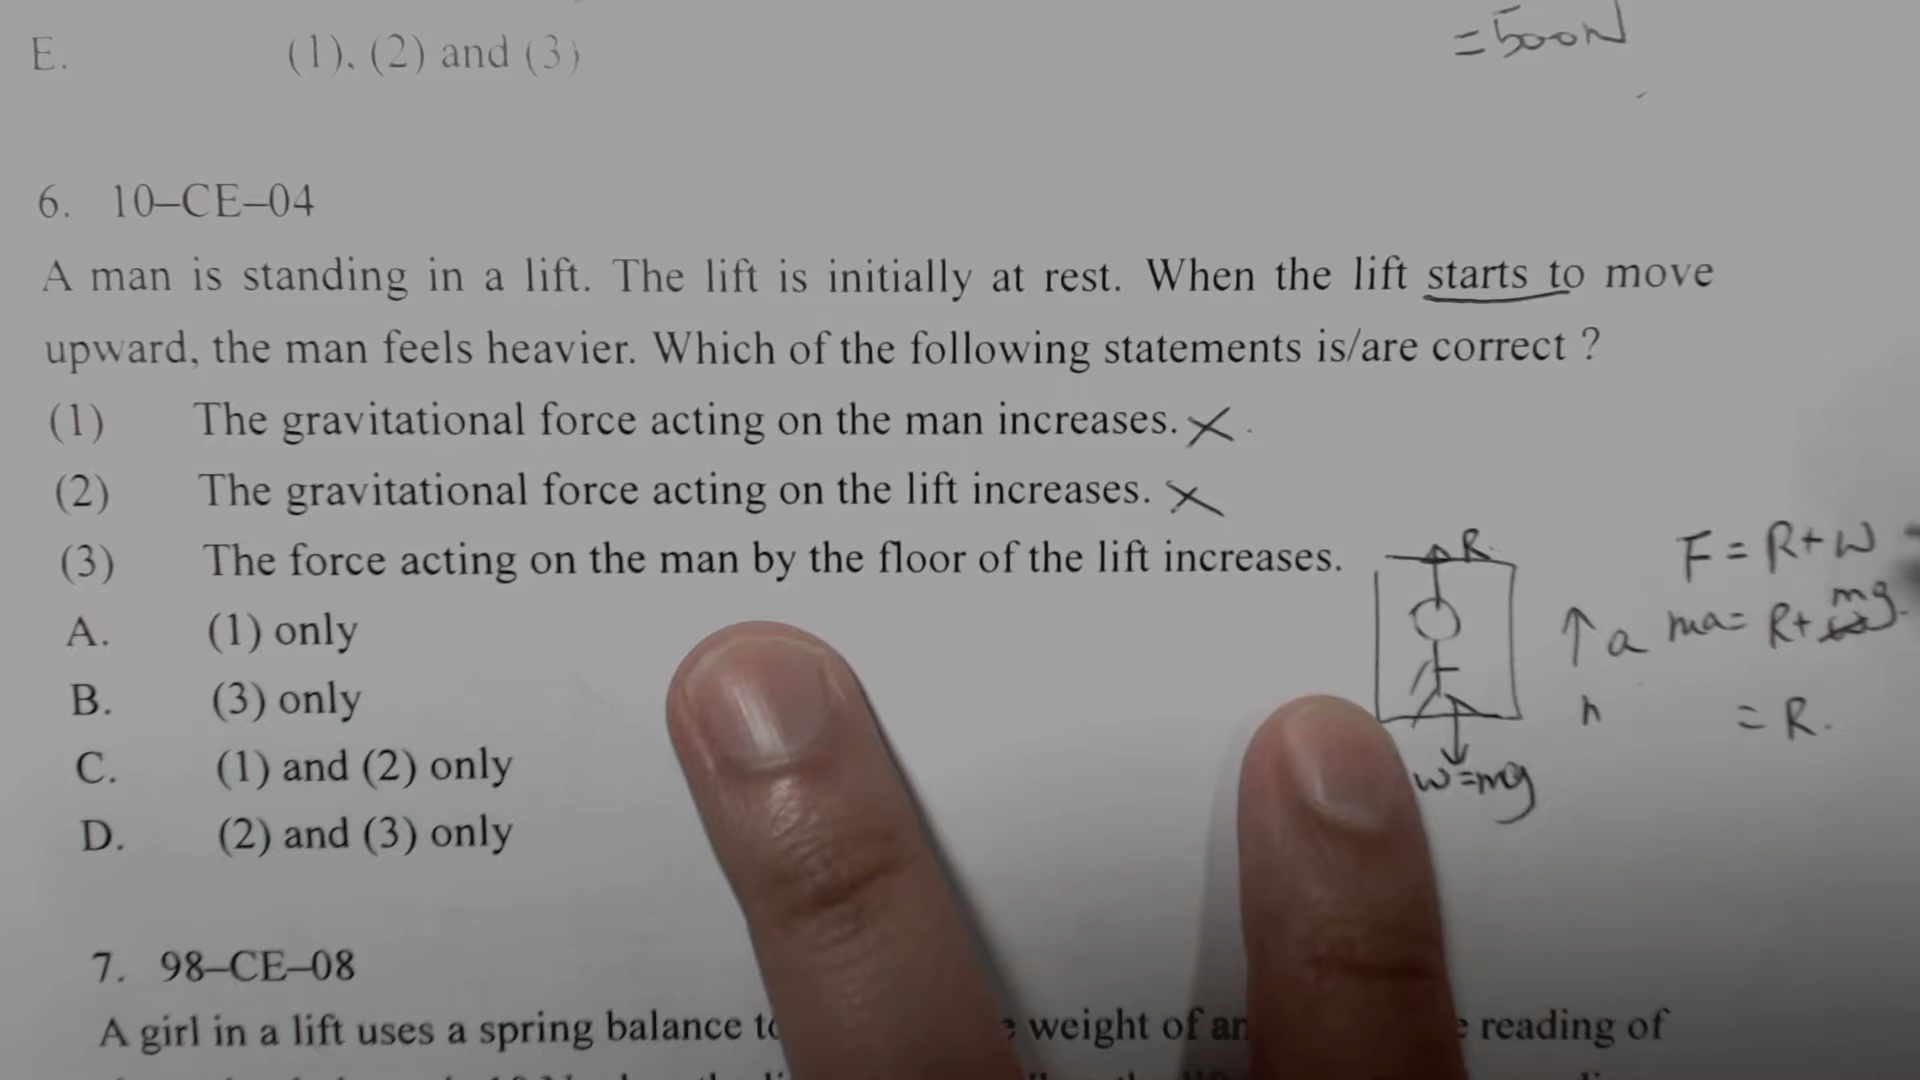 E. (1), (2) and (3)
=500N
6. 10–CE–04
A man is standing in a lift. The lift is initially at rest. When the lift starts to move
upward, the man feels heavier. Which of the following statements is/are correct ?
(1) The gravitational force acting on the man increases. X
(2) The gravitational force acting on the lift increases. X
(3) The force acting on the man by the floor of the lift increases.
A. (1) only
B. (3) only
C. (1) and (2) only
D. (2) and (3) only
R
W=mg
↑a
F = R+W
ma = R+mg
= R.
7. 98–CE–08
A girl in a lift uses a spring balance weight of reading of